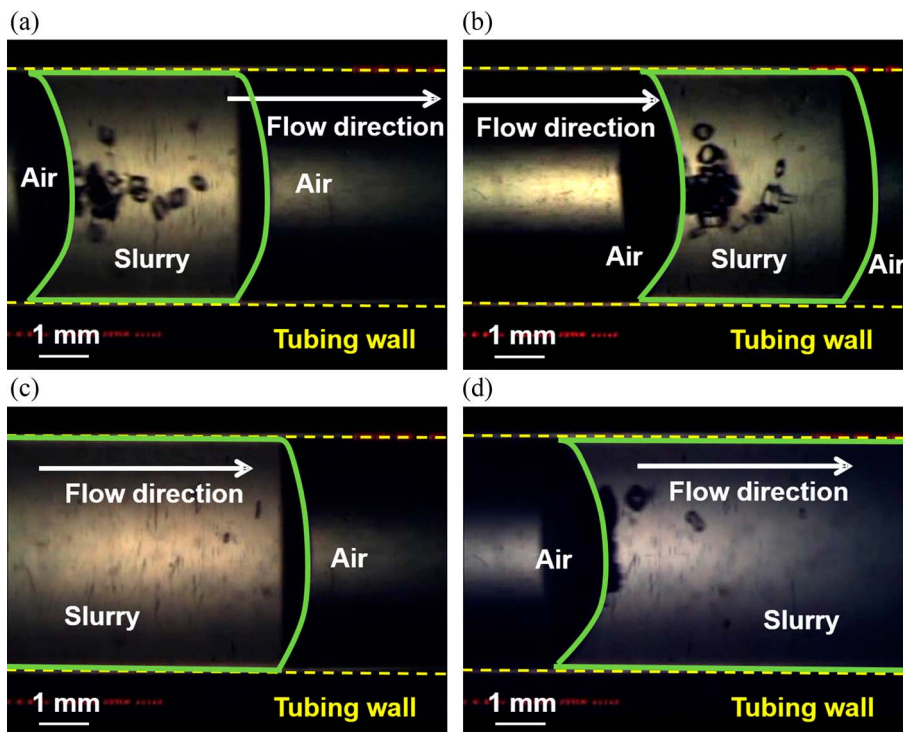 (a)
Flow direction
Air
Air
Slurry
1 mm
Tubing wall
(b)
Flow direction
Air
Slurry
Air
1 mm
Tubing wall
(c)
Flow direction
Air
Slurry
1 mm
Tubing wall
(d)
Flow direction
Air
Slurry
1 mm
Tubing wall